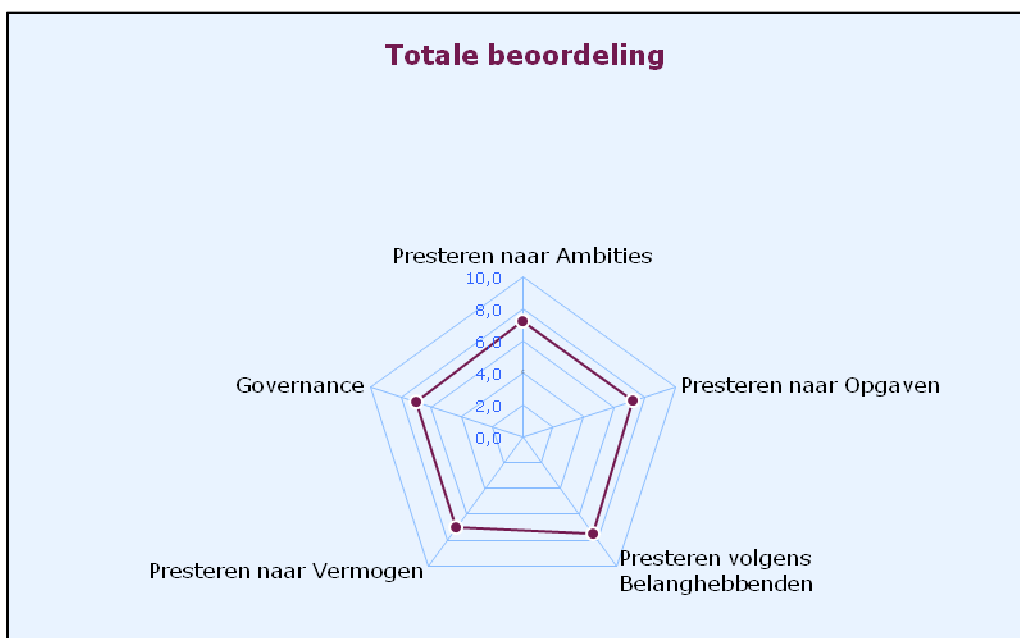 Totale beoordeling
Presteren naar Ambities
10,0
8,0
6,0
4,0
2,0
0,0
Governance
Presteren naar Opgaven
Presteren naar Vermogen
Presteren volgens
Belanghebbenden